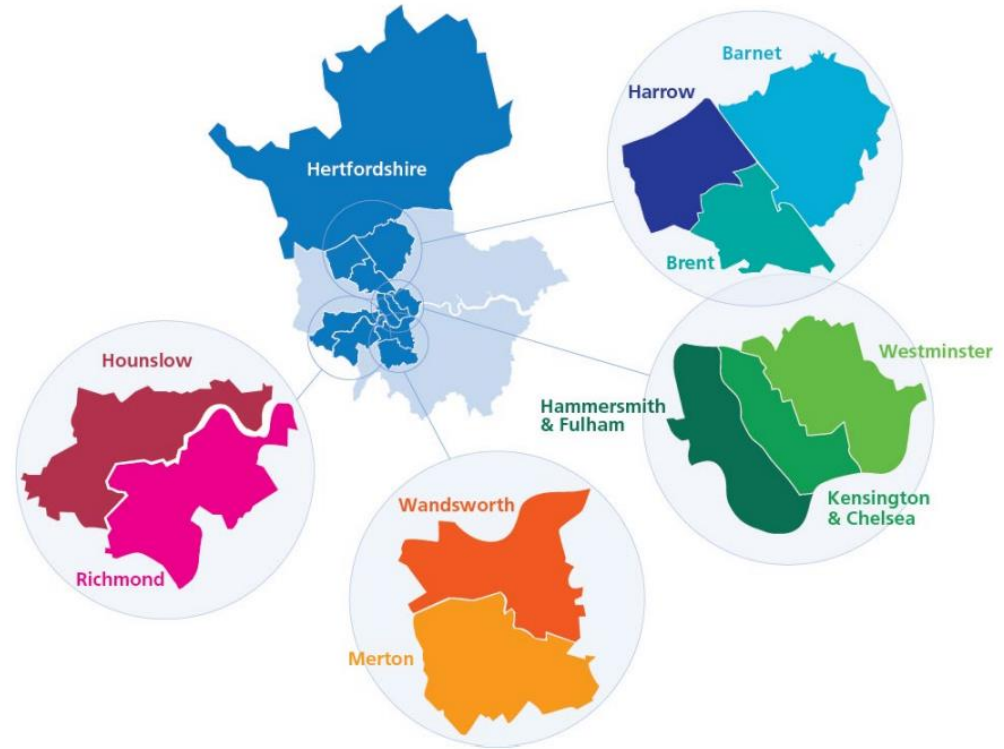 Barnet
Harrow
Hertfordshire
Brent
Hounslow
Westminster
Hammersmith
& Fulham
Kensington
& Chelsea
Wandsworth
Richmond
Merton